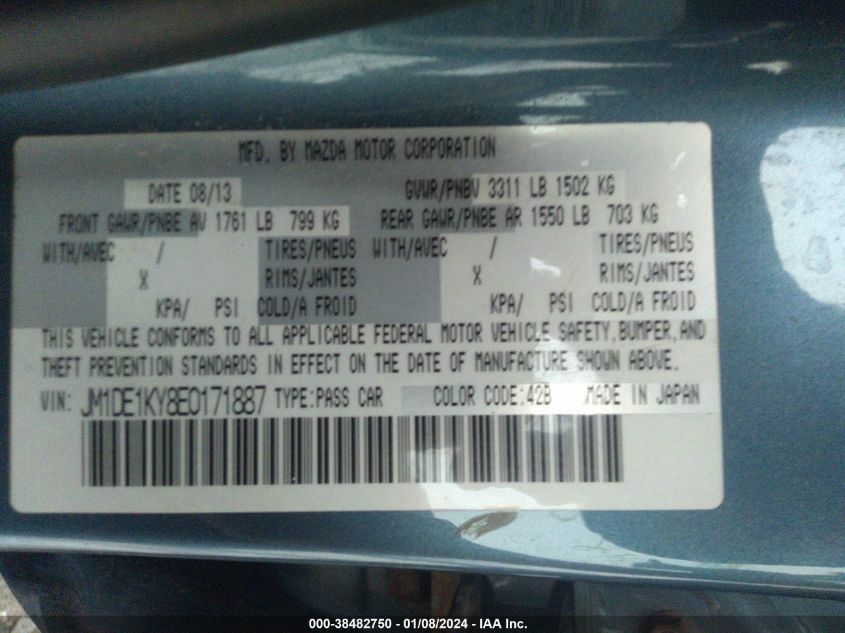 MFD. BY MAZDA MOTOR CORPORATION
DATE 08/13 GVWR/PNBV 3311 LB 1502 KG
FRONT GAWR/PNBE AV 1761 LB 799 KG REAR GAWR/PNBE AR 1550 LB 703 KG
WITH/AVEC / TIRES/PNEUS WITH/AVEC / TIRES/PNEUS
X RIMS/JANTES X RIMS/JANTES
KPA/ PSI COLD/A FROID KPA/ PSI COLD/A FROID
THIS VEHICLE CONFORMS TO ALL APPLICABLE FEDERAL MOTOR VEHICLE SAFETY,BUMPER,AND
THEFT PREVENTION STANDARDS IN EFFECT ON THE DATE OF MANUFACTURE SHOWN ABOVE.
VIN: JM1DE1KY8E0171887 TYPE:PASS CAR COLOR CODE:42B MADE IN JAPAN
000-38482750 - 01/08/2024 - IAA Inc.